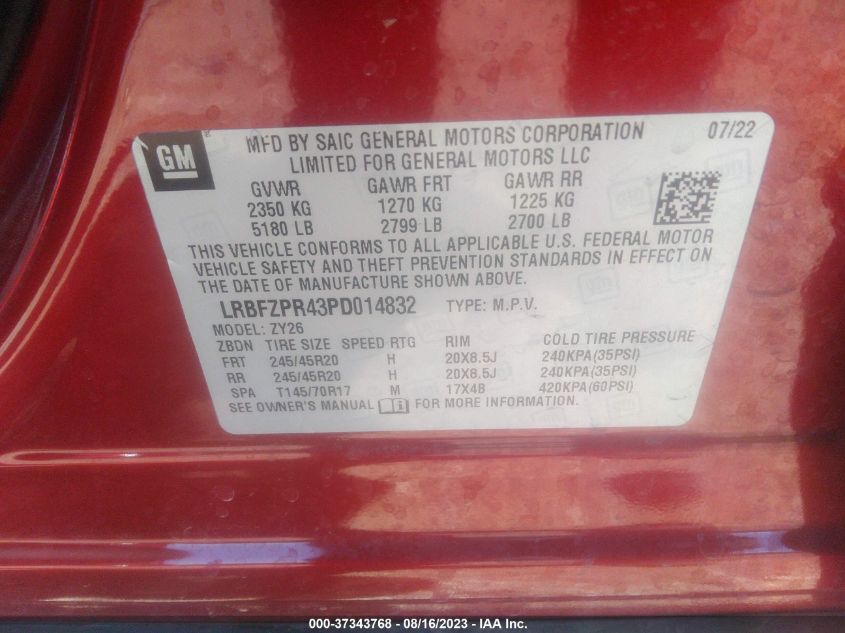 GM
MFD BY SAIC GENERAL MOTORS CORPORATION 07/22
LIMITED FOR GENERAL MOTORS LLC
GVWR GAWR FRT GAWR RR
2350 KG 1270 KG 1225 KG
5180 LB 2799 LB 2700 LB
THIS VEHICLE CONFORMS TO ALL APPLICABLE U.S. FEDERAL MOTOR
VEHICLE SAFETY AND THEFT PREVENTION STANDARDS IN EFFECT ON
THE DATE OF MANUFACTURE SHOWN ABOVE.
LRBFZPR43PD014832 TYPE: M.P.V.
MODEL: ZY26
ZBDN TIRE SIZE SPEED RTG RIM COLD TIRE PRESSURE
FRT 245/45R20 H 20X8.5J 240KPA(35PSI)
RR 245/45R20 H 20X8.5J 240KPA(35PSI)
SPA T145/70R17 M 17X4B 420KPA(60PSI)
SEE OWNER'S MANUAL FOR MORE INFORMATION.
000-37343768 - 08/16/2023 - IAA Inc.